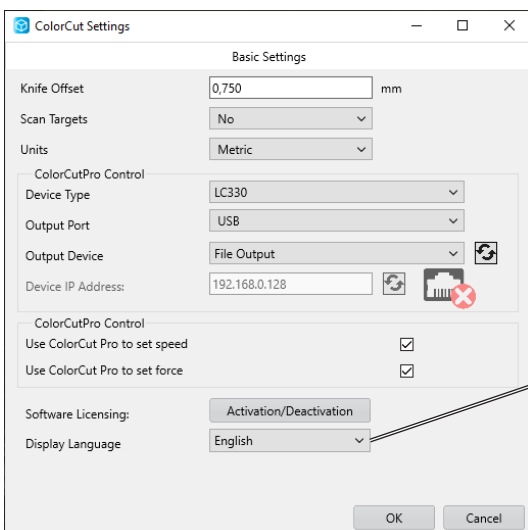 ColorCut Settings
Basic Settings
Knife Offset 0,750 mm
Scan Targets No
Units Metric
ColorCutPro Control
Device Type LC330
Output Port USB
Output Device File Output
Device IP Address: 192.168.0.128
ColorCutPro Control
Use ColorCut Pro to set speed
Use ColorCut Pro to set force
Software Licensing: Activation/Deactivation
Display Language English
OK Cancel